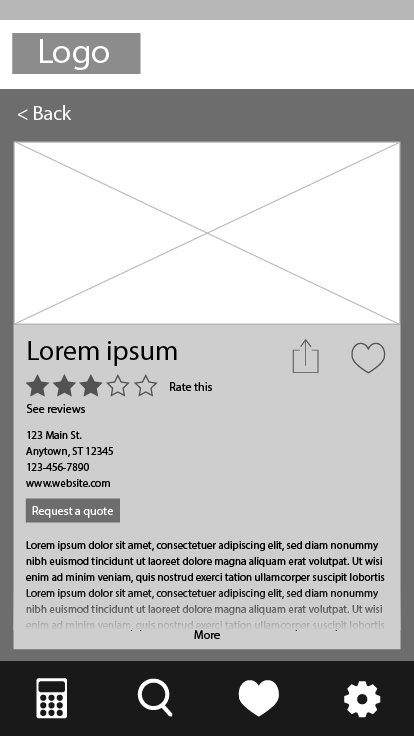 Logo
< Back
Lorem ipsum
Rate this
See reviews
123 Main St.
Anytown, ST 12345
123-456-7890
www.website.com
Request a quote
Lorem ipsum dolor sit amet, consectetuer adipiscing elit, sed diam nonummy
nibh euismod tincidunt ut laoreet dolore magna aliquam erat volutpat. Ut wisi
enim ad minim veniam, quis nostrud exerci tation ullamcorper suscipit lobortis
Lorem ipsum dolor sit amet, consectetuer adipiscing elit, sed diam nonummy
nibh euismod tincidunt ut laoreet dolore magna aliquam erat volutpat. Ut wisi
enim ad minim veniam, quis nostrud exerci tation ullamcorper suscipit lobortis
More